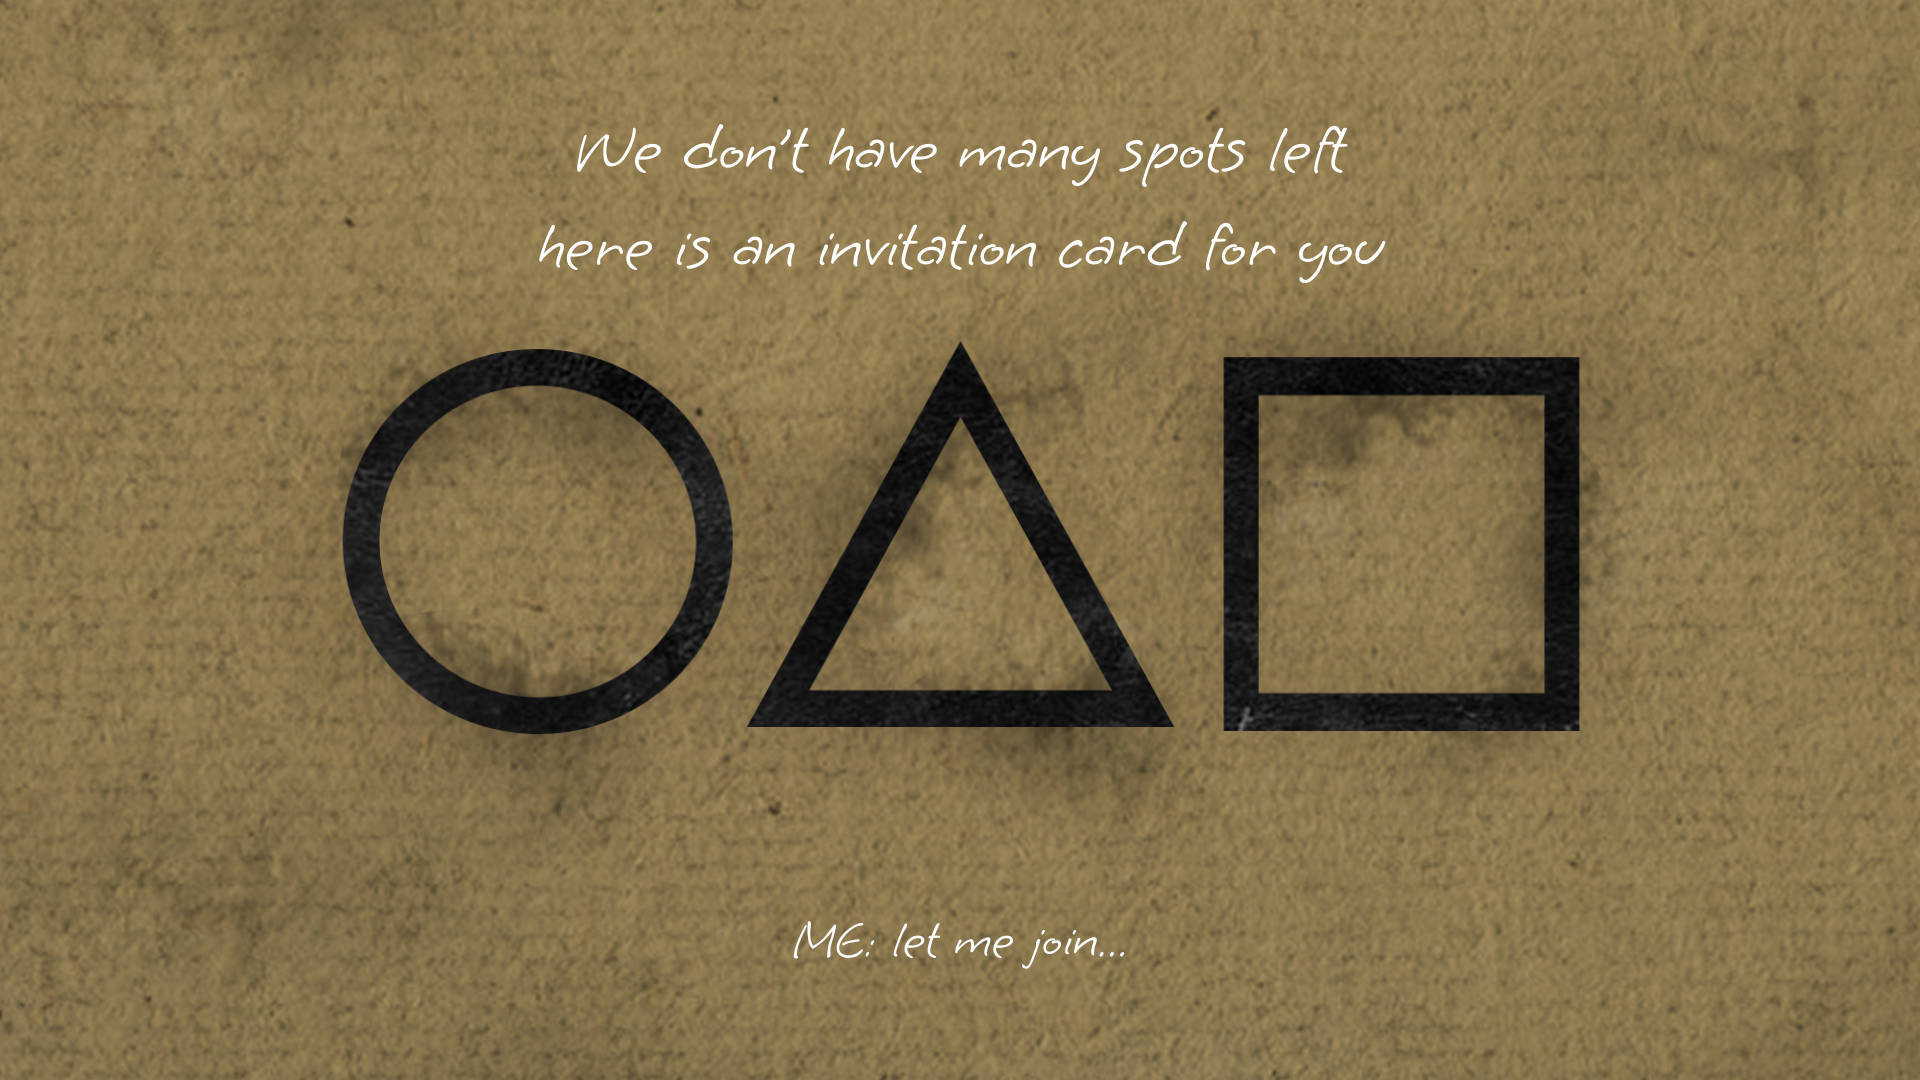 We don't have many spots left
here is an invitation card for you
ME: let me join...